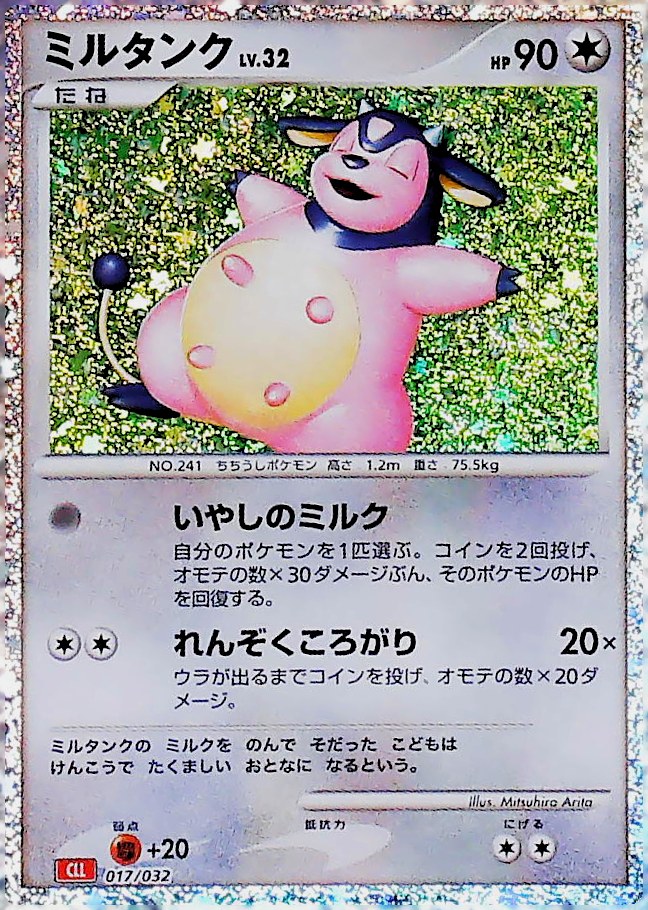 ミルタンク LV.32 HP 90
たね
NO.241 ちちうしポケモン 高さ 1.2m 重さ 75.5kg
いやしのミルク
自分のポケモンを1匹選ぶ。コインを2回投げ、
オモテの数×30ダメージぶん、そのポケモンのHP
を回復する。
れんぞくころがり 20×
ウラが出るまでコインを投げ、オモテの数×20ダ
メージ。
ミルタンクの ミルクを のんで そだった こどもは
けんこうで たくましい おとなに なるという。
illus. Mitsuhiro Arita
弱点 抵抗力 にげる
+20
CLL 017/032